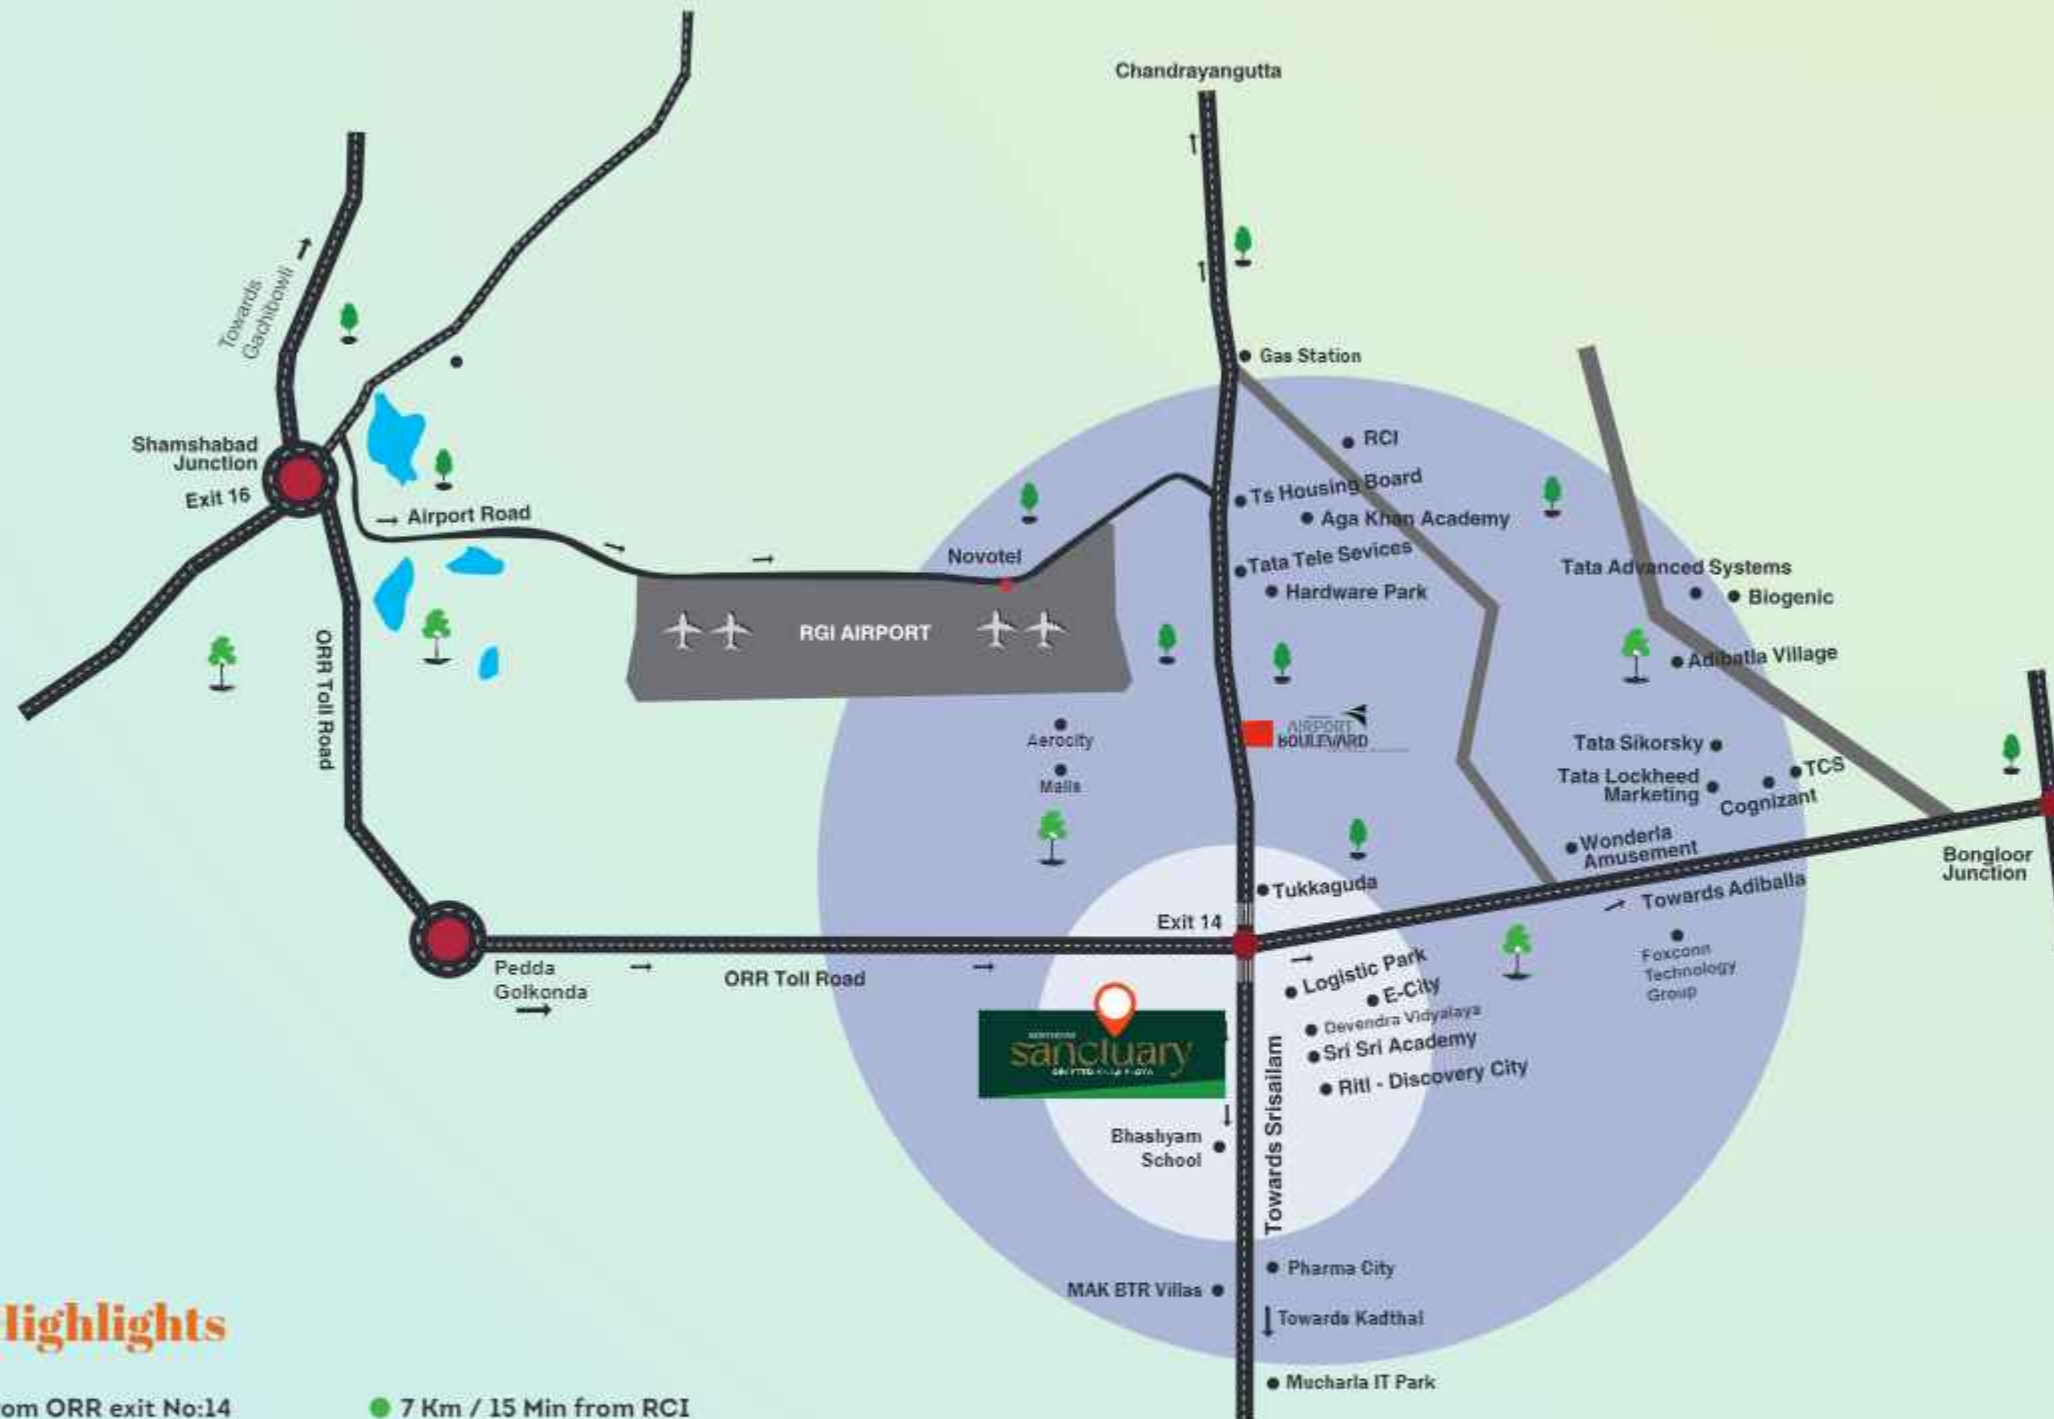 Chandrayangutta
Towards
Gachibowli
Gas Station
RCI
Shamshabad
Junction
Exit 16
Airport Road
Ts Housing Board
Aga Khan Academy
Novotel
Tata Tele Sevices
Hardware Park
Tata Advanced Systems
Biogenic
RGI AIRPORT
Adibatla Village
ORR Toll Road
AIRPORT
BOULEVARD
Aerocity
Malls
Tata Sikorsky
Tata Lockheed
Marketing
TCS
Cognizant
Wonderla
Amusement
Bongloor
Junction
Tukkaguda
Towards Adiballa
Exit 14
Pedda
Golkonda
ORR Toll Road
Logistic Park
E-City
Foxconn
Technology
Group
Devendra Vidyalaya
Sri Sri Academy
sanctuary
Ritl - Discovery City
Towards Srisailam
Bhashyam
School
Pharma City
MAK BTR Villas
Towards Kadthal
Mucharla IT Park
lighlights
om ORR exit No:14
7 Km / 15 Min from RCI